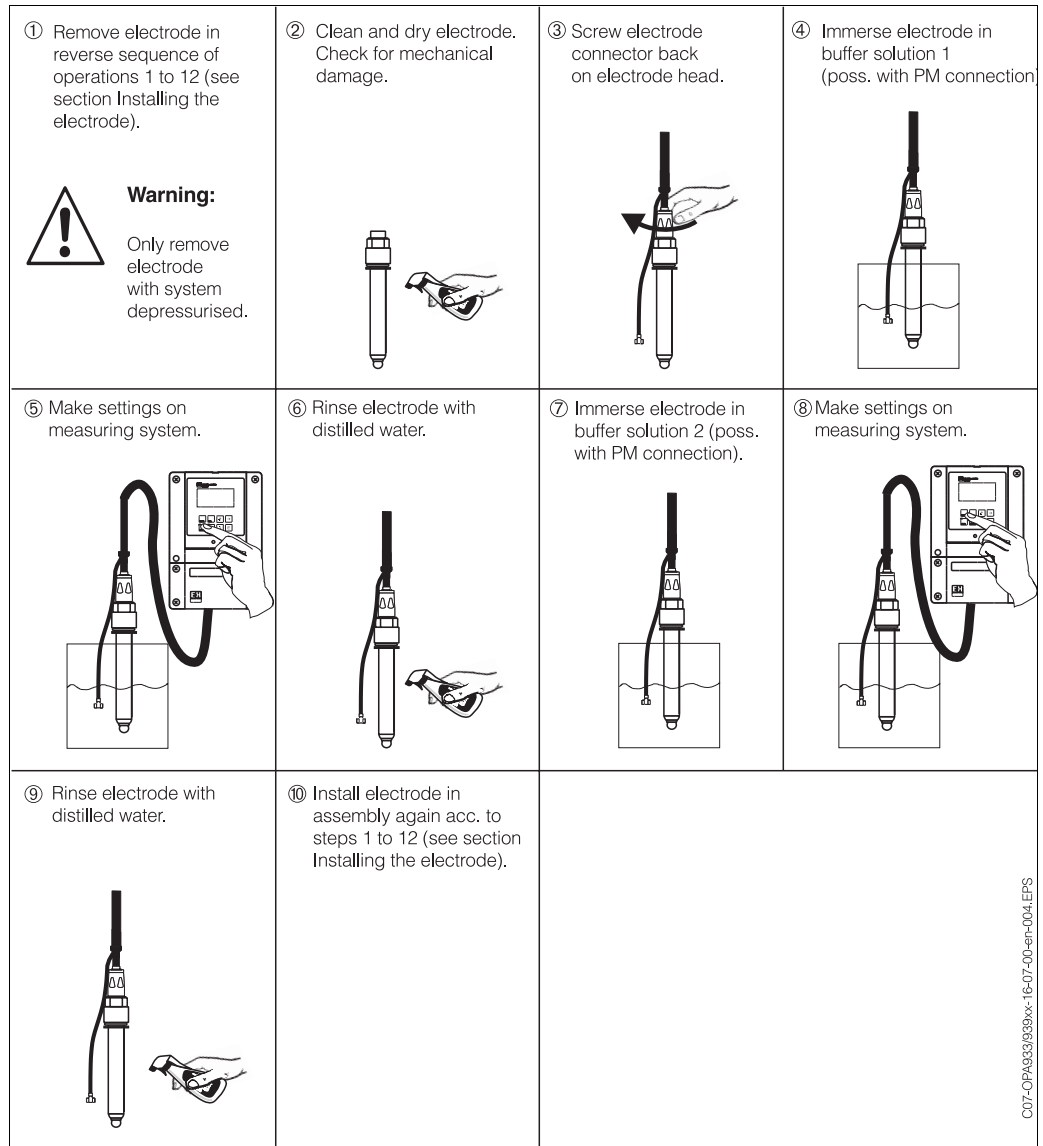 ① Remove electrode in
reverse sequence of
operations 1 to 12 (see
section Installing the
electrode).
Warning:
Only remove
electrode
with system
depressurised.
② Clean and dry electrode.
Check for mechanical
damage.
③ Screw electrode
connector back
on electrode head.
④ Immerse electrode in
buffer solution 1
(poss. with PM connection)
⑤ Make settings on
measuring system.
⑥ Rinse electrode with
distilled water.
⑦ Immerse electrode in
buffer solution 2 (poss.
with PM connection).
⑧ Make settings on
measuring system.
⑨ Rinse electrode with
distilled water.
⑩ Install electrode in
assembly again acc. to
steps 1 to 12 (see section
Installing the electrode).
C07-OPA933/939xx-16-07-00-en-004.EPS